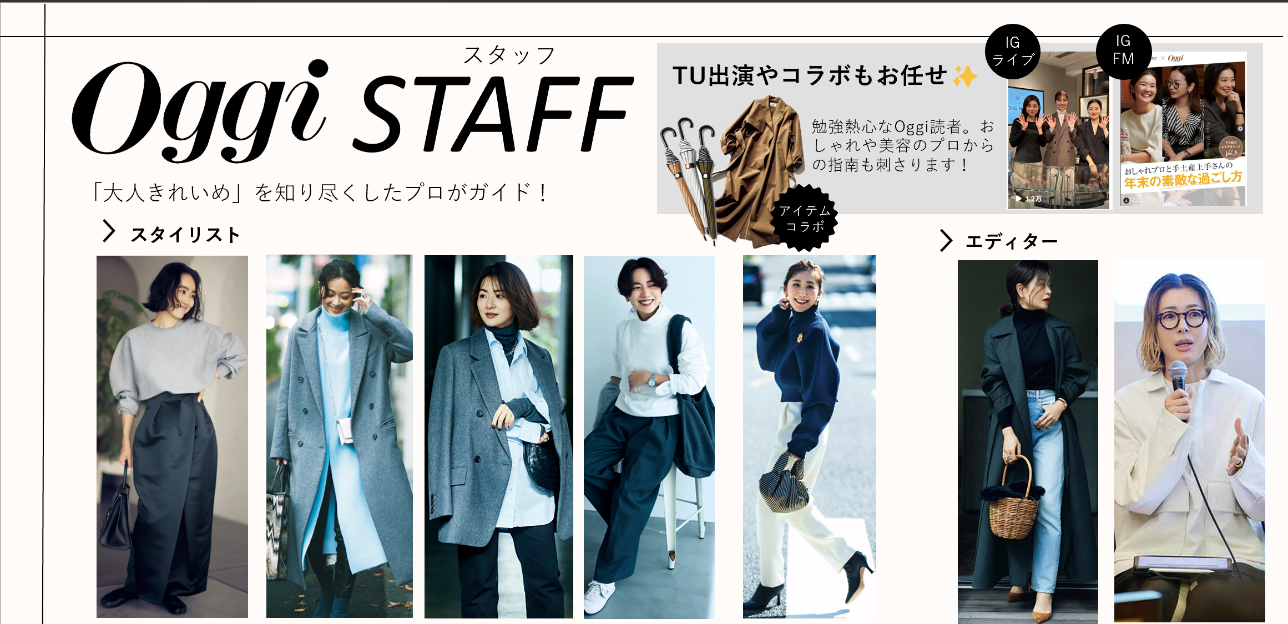 スタッフ
Oggi STAFF
「大人きれいめ」を知り尽くしたプロがガイド！
TU出演やコラボもお任せ✨
勉強熱心なOggi読者。お
しゃれや美容のプロから
の指南も刺さります！
アイテム
コラボ
IG
ライブ
IG
FM
× Oggi
おしゃれプロと手土産上手さんの
年末の素敵な過ごし方
スタイリスト
エディター